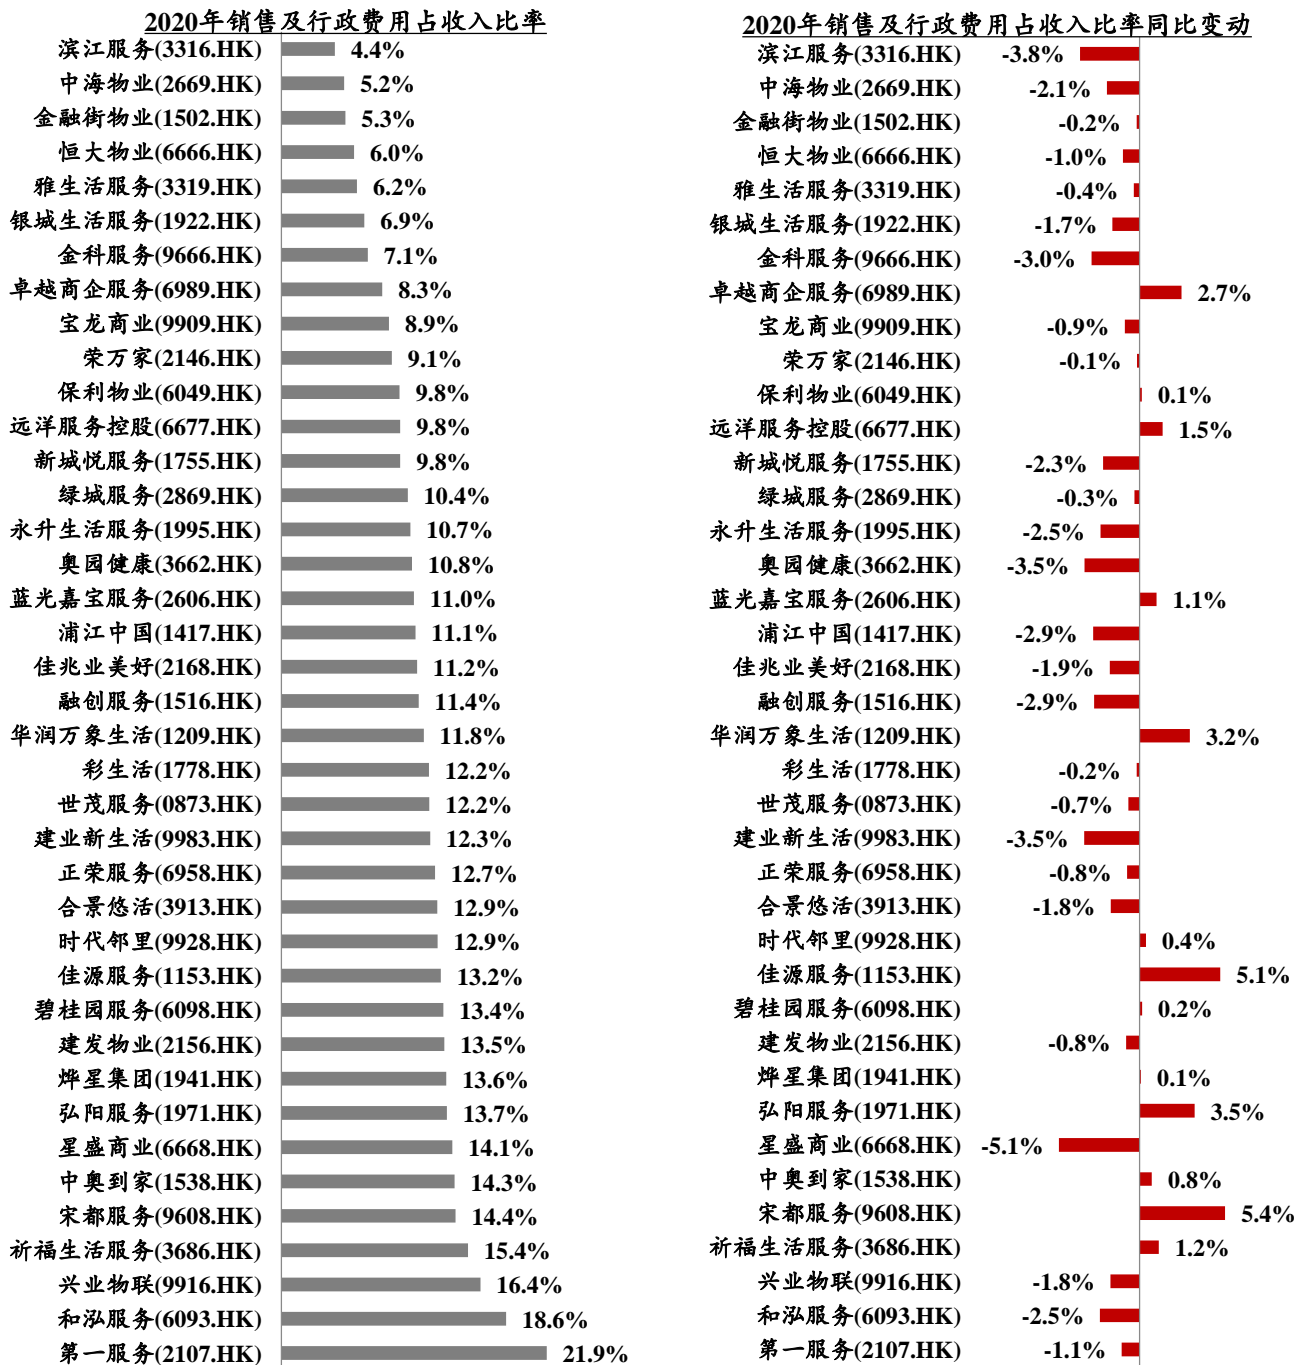 2020年销售及行政费用占收入比率
滨江服务(3316.HK) 4.4%
中海物业(2669.HK) 5.2%
金融街物业(1502.HK) 5.3%
恒大物业(6666.HK) 6.0%
雅生活服务(3319.HK) 6.2%
银城生活服务(1922.HK) 6.9%
金科服务(9666.HK) 7.1%
卓越商企服务(6989.HK) 8.3%
宝龙商业(9909.HK) 8.9%
荣万家(2146.HK) 9.1%
保利物业(6049.HK) 9.8%
远洋服务控股(6677.HK) 9.8%
新城悦服务(1755.HK) 9.8%
绿城服务(2869.HK) 10.4%
永升生活服务(1995.HK) 10.7%
奥园健康(3662.HK) 10.8%
蓝光嘉宝服务(2606.HK) 11.0%
浦江中国(1417.HK) 11.1%
佳兆业美好(2168.HK) 11.2%
融创服务(1516.HK) 11.4%
华润万象生活(1209.HK) 11.8%
彩生活(1778.HK) 12.2%
世茂服务(0873.HK) 12.2%
建业新生活(9983.HK) 12.3%
正荣服务(6958.HK) 12.7%
合景悠活(3913.HK) 12.9%
时代邻里(9928.HK) 12.9%
佳源服务(1153.HK) 13.2%
碧桂园服务(6098.HK) 13.4%
建发物业(2156.HK) 13.5%
烨星集团(1941.HK) 13.6%
弘阳服务(1971.HK) 13.7%
星盛商业(6668.HK) 14.1%
中奥到家(1538.HK) 14.3%
宋都服务(9608.HK) 14.4%
祈福生活服务(3686.HK) 15.4%
兴业物联(9916.HK) 16.4%
和泓服务(6093.HK) 18.6%
第一服务(2107.HK) 21.9%
2020年销售及行政费用占收入比率同比变动
滨江服务(3316.HK) -3.8%
中海物业(2669.HK) -2.1%
金融街物业(1502.HK) -0.2%
恒大物业(6666.HK) -1.0%
雅生活服务(3319.HK) -0.4%
银城生活服务(1922.HK) -1.7%
金科服务(9666.HK) -3.0%
卓越商企服务(6989.HK) 2.7%
宝龙商业(9909.HK) -0.9%
荣万家(2146.HK) -0.1%
保利物业(6049.HK) 0.1%
远洋服务控股(6677.HK) 1.5%
新城悦服务(1755.HK) -2.3%
绿城服务(2869.HK) -0.3%
永升生活服务(1995.HK) -2.5%
奥园健康(3662.HK) -3.5%
蓝光嘉宝服务(2606.HK) 1.1%
浦江中国(1417.HK) -2.9%
佳兆业美好(2168.HK) -1.9%
融创服务(1516.HK) -2.9%
华润万象生活(1209.HK) 3.2%
彩生活(1778.HK) -0.2%
世茂服务(0873.HK) -0.7%
建业新生活(9983.HK) -3.5%
正荣服务(6958.HK) -0.8%
合景悠活(3913.HK) -1.8%
时代邻里(9928.HK) 0.4%
佳源服务(1153.HK) 5.1%
碧桂园服务(6098.HK) 0.2%
建发物业(2156.HK) -0.8%
烨星集团(1941.HK) 0.1%
弘阳服务(1971.HK) 3.5%
星盛商业(6668.HK) -5.1%
中奥到家(1538.HK) 0.8%
宋都服务(9608.HK) 5.4%
祈福生活服务(3686.HK) 1.2%
兴业物联(9916.HK) -1.8%
和泓服务(6093.HK) -2.5%
第一服务(2107.HK) -1.1%